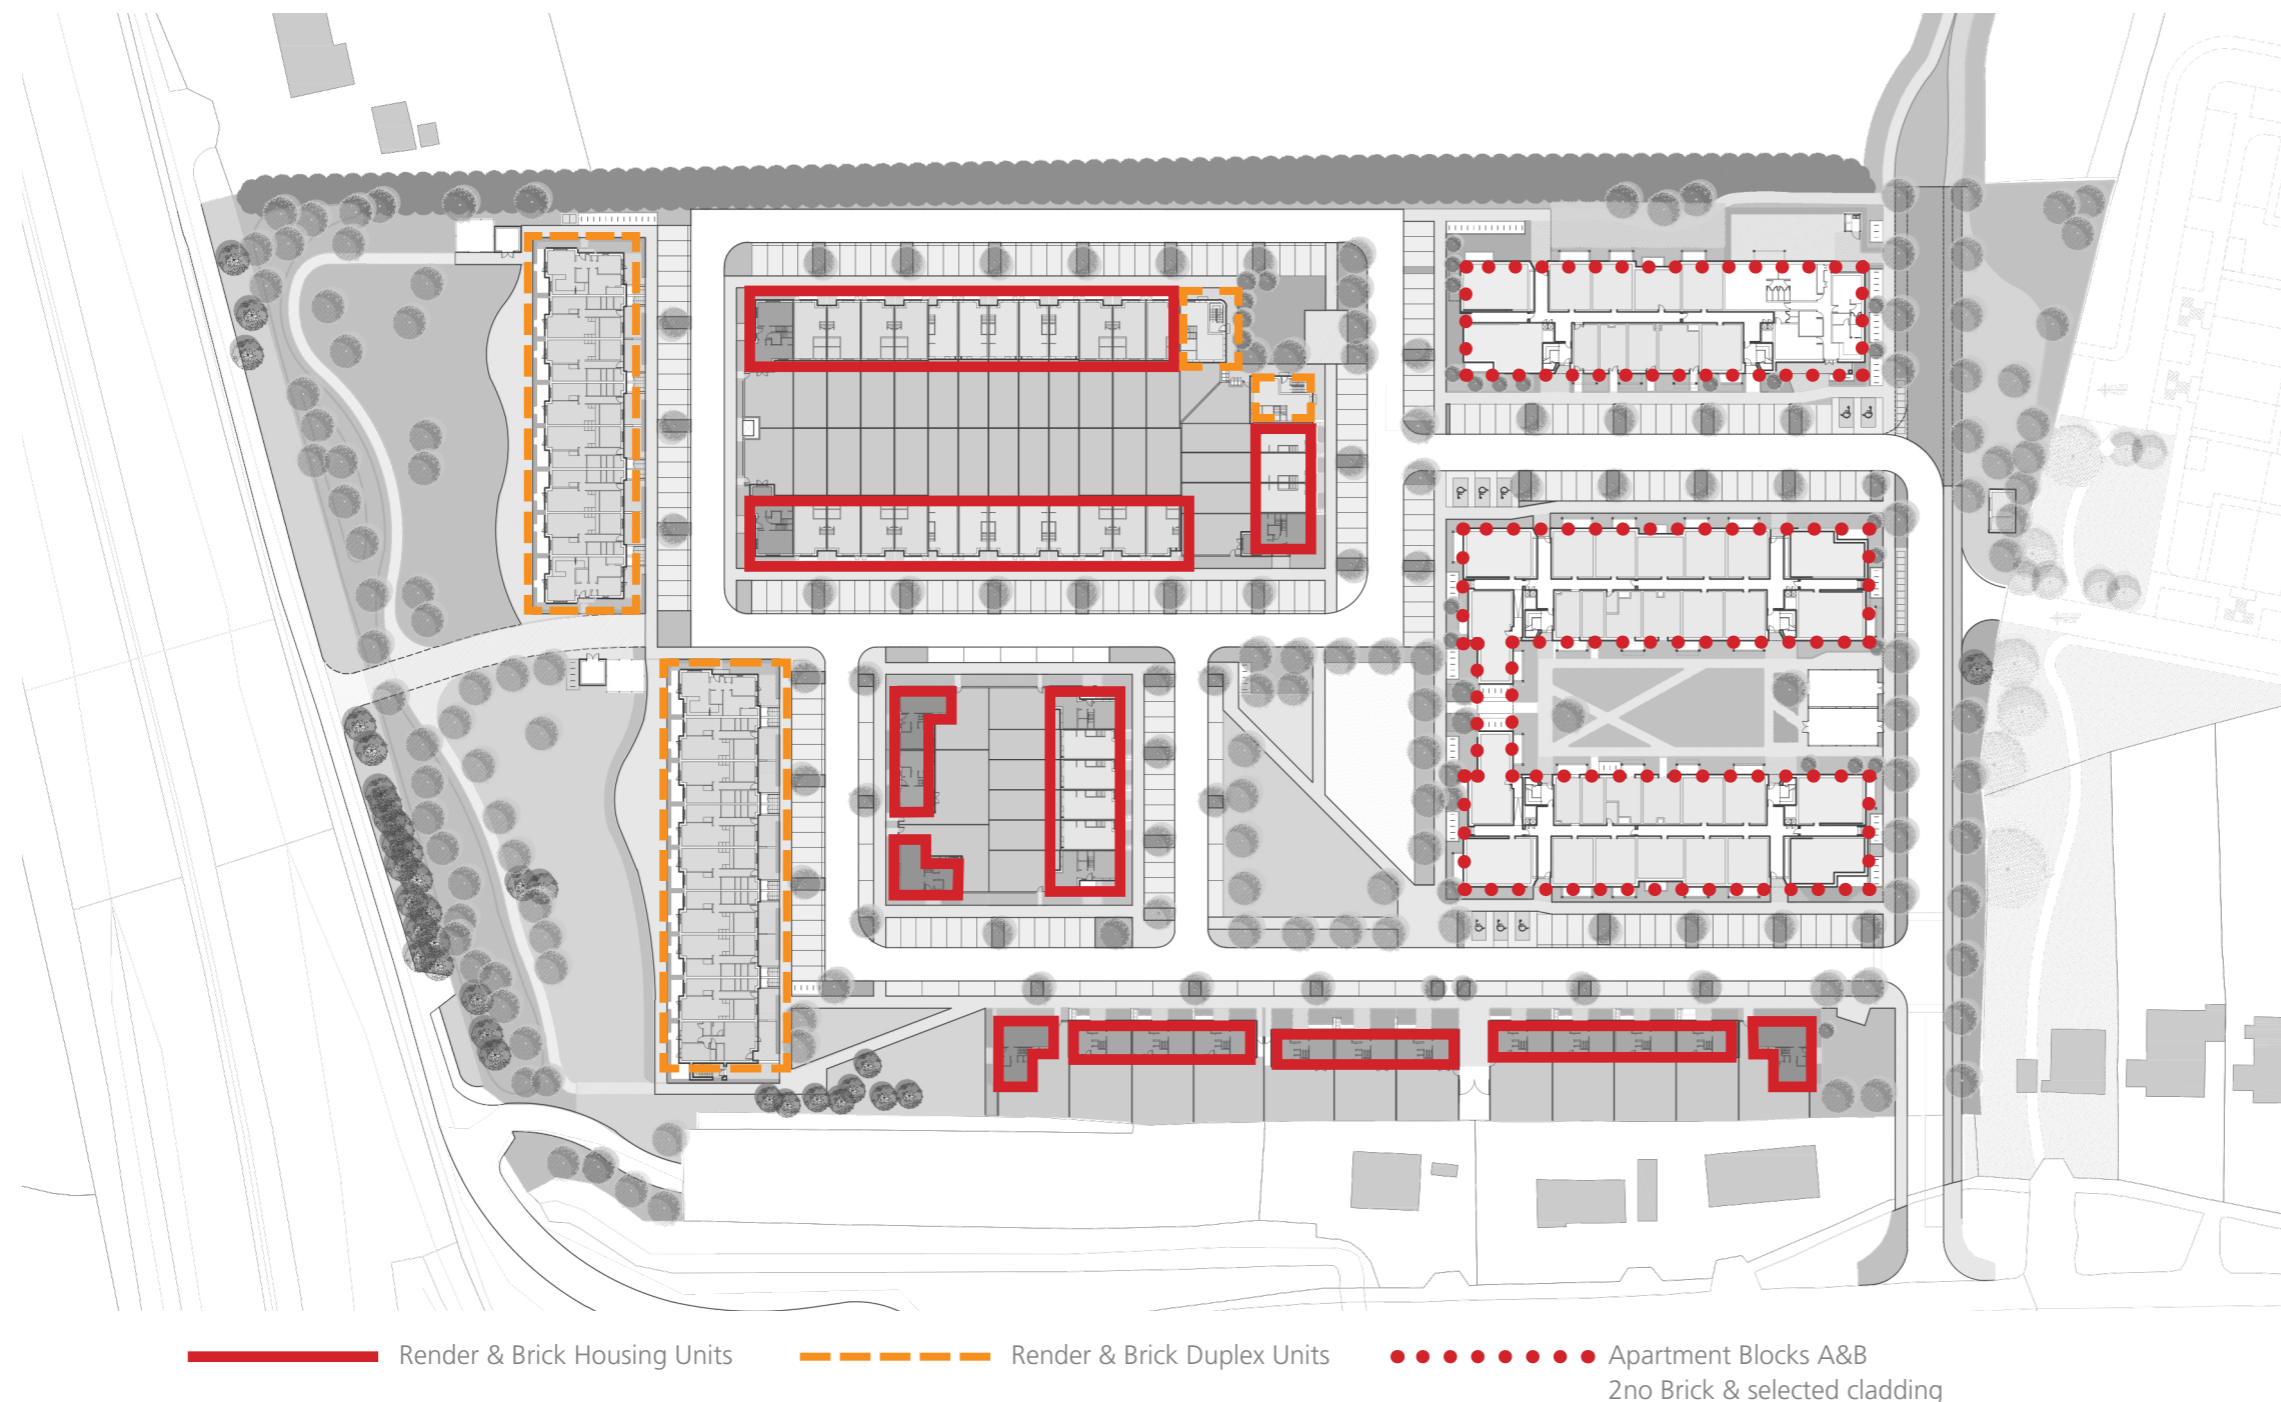 Render & Brick Housing Units
Render & Brick Duplex Units
Apartment Blocks A&B
2no Brick & selected cladding